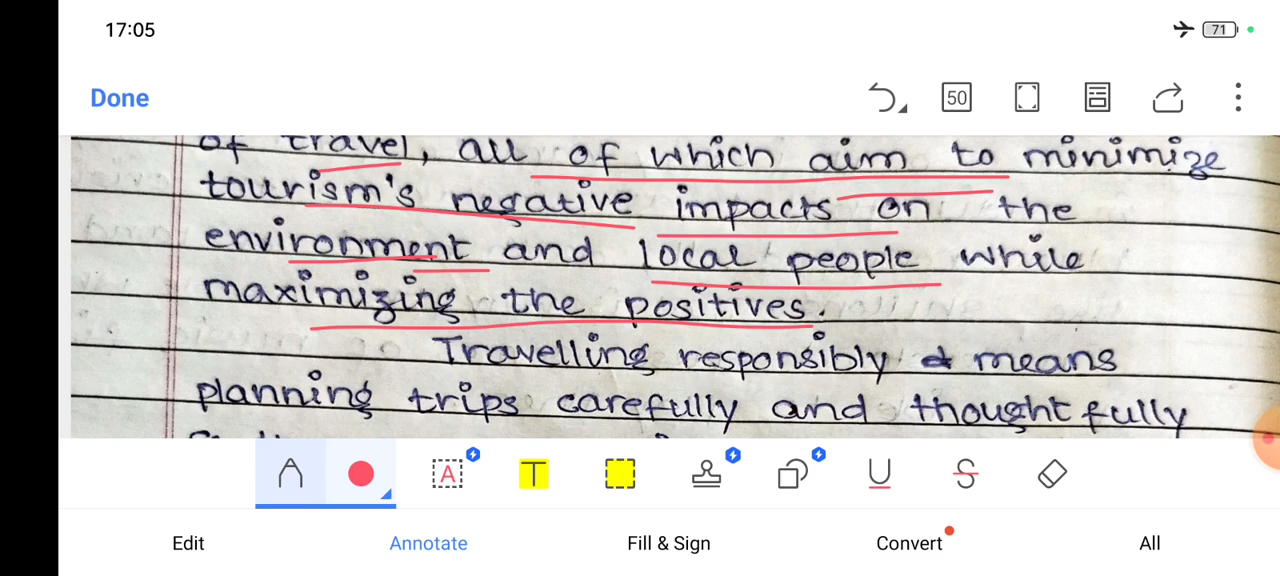 17:05
71
Done
50
of travel, all of which aim to minimize
tourism's negative impacts on the
environment and local people while
maximizing the positives.
Travelling responsibly means
planning trips carefully and thoughtfully
A
T
U
S
Edit
Annotate
Fill & Sign
Convert
All